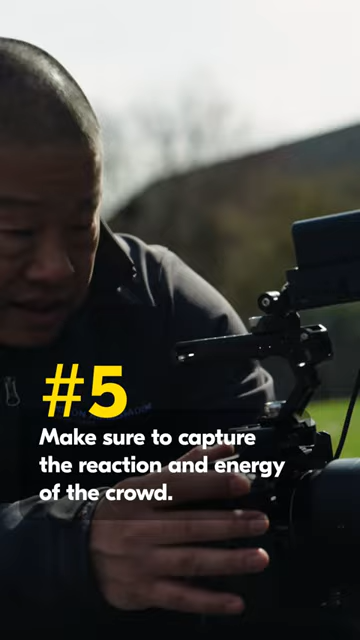 #5
Make sure to capture
the reaction and energy
of the crowd.